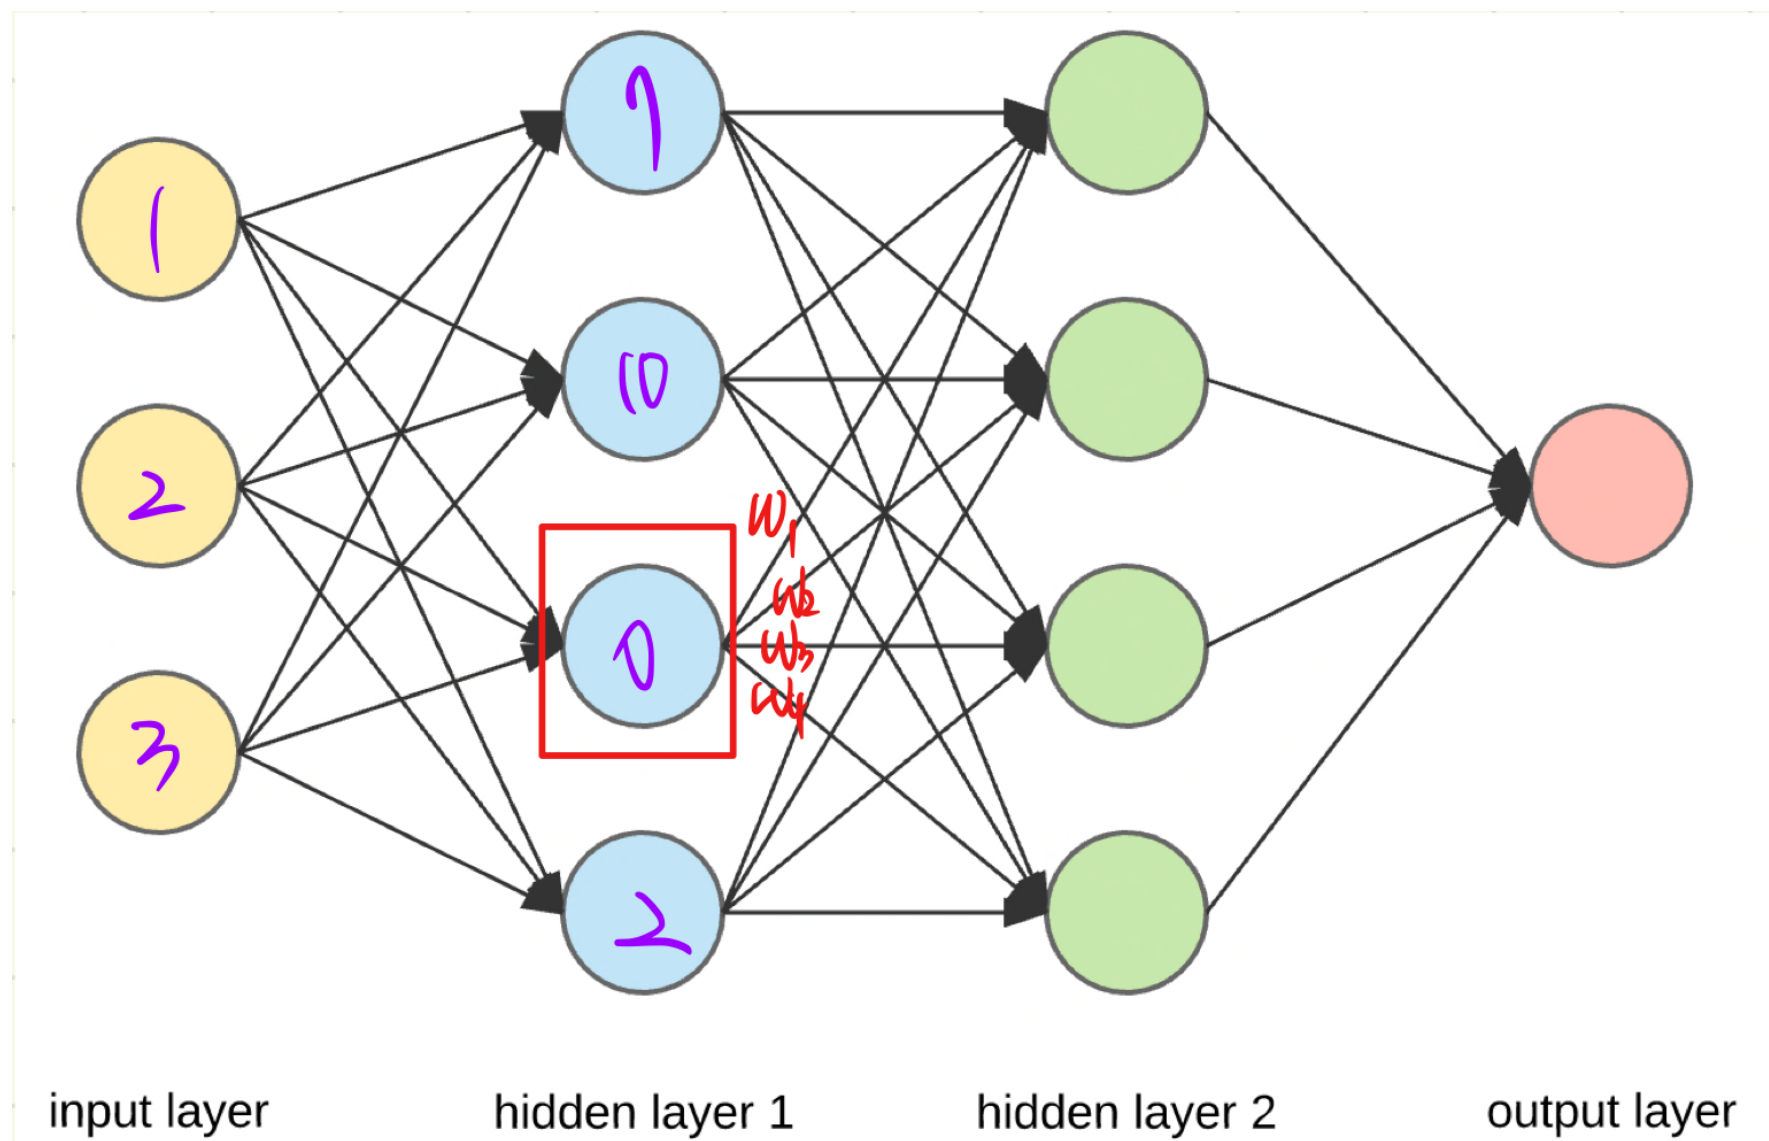 1
2
3
10
0
2
W1
W2
W3
W4
input layer
hidden layer 1
hidden layer 2
output layer